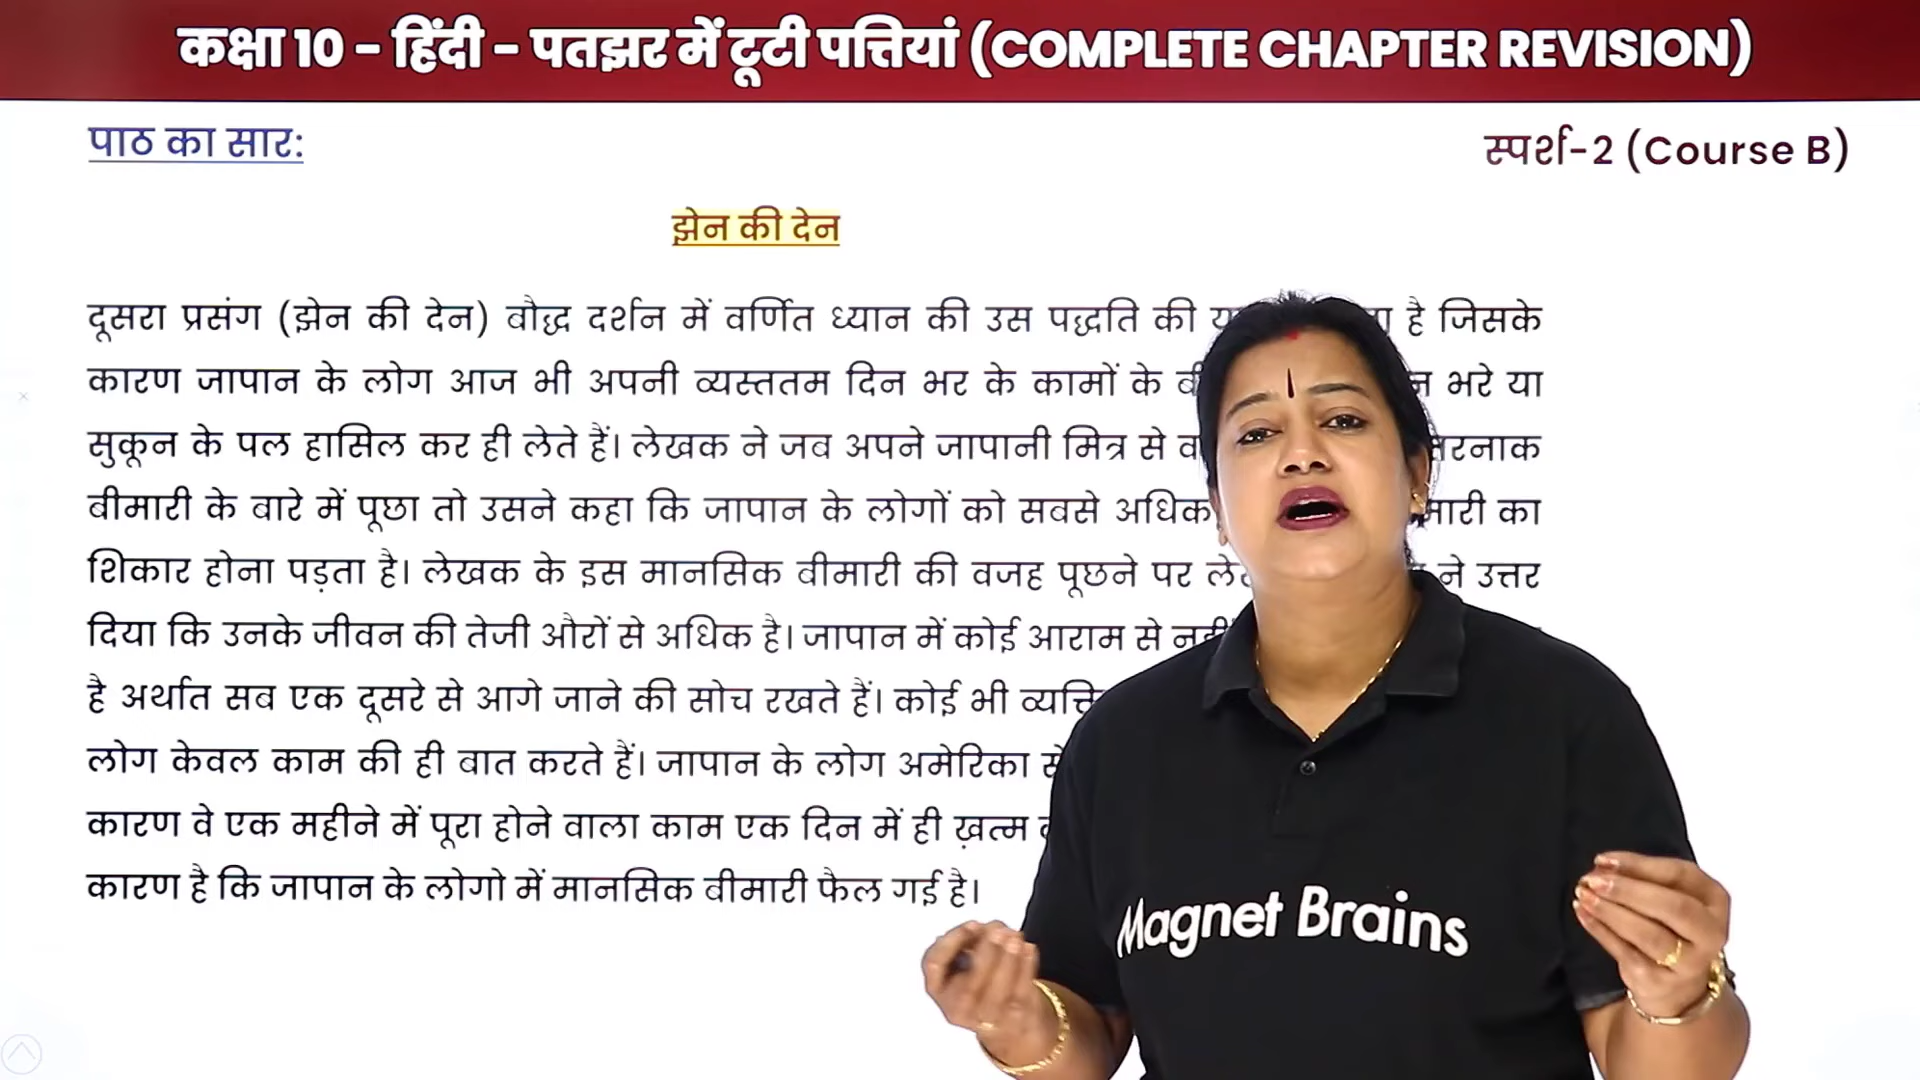 कक्षा 10 – हिंदी – पतझर में टूटी पत्तियां (COMPLETE CHAPTER REVISION)
पाठ का सार:
स्पर्श-2 (Course B)
झेन की देन
दूसरा प्रसंग (झेन की देन) बौद्ध दर्शन में वर्णित ध्यान की उस पद्धति की है जिसके
कारण जापान के लोग आज भी अपनी व्यस्ततम दिन भर के कामों के भरे या
सुकून के पल हासिल कर ही लेते हैं। लेखक ने जब अपने जापानी मित्र से
बीमारी के बारे में पूछा तो उसने कहा कि जापान के लोगों को सबसे अधिक का
शिकार होना पड़ता है। लेखक के इस मानसिक बीमारी की वजह पूछने पर ने उत्तर
दिया कि उनके जीवन की तेजी औरों से अधिक है। जापान में कोई आराम से
है अर्थात सब एक दूसरे से आगे जाने की सोच रखते हैं। कोई भी
लोग केवल काम की ही बात करते हैं। जापान के लोग अमेरिका
कारण वे एक महीने में पूरा होने वाला काम एक दिन में ही ख़त्म
कारण है कि जापान के लोगो में मानसिक बीमारी फैल गई है।
Magnet Brains